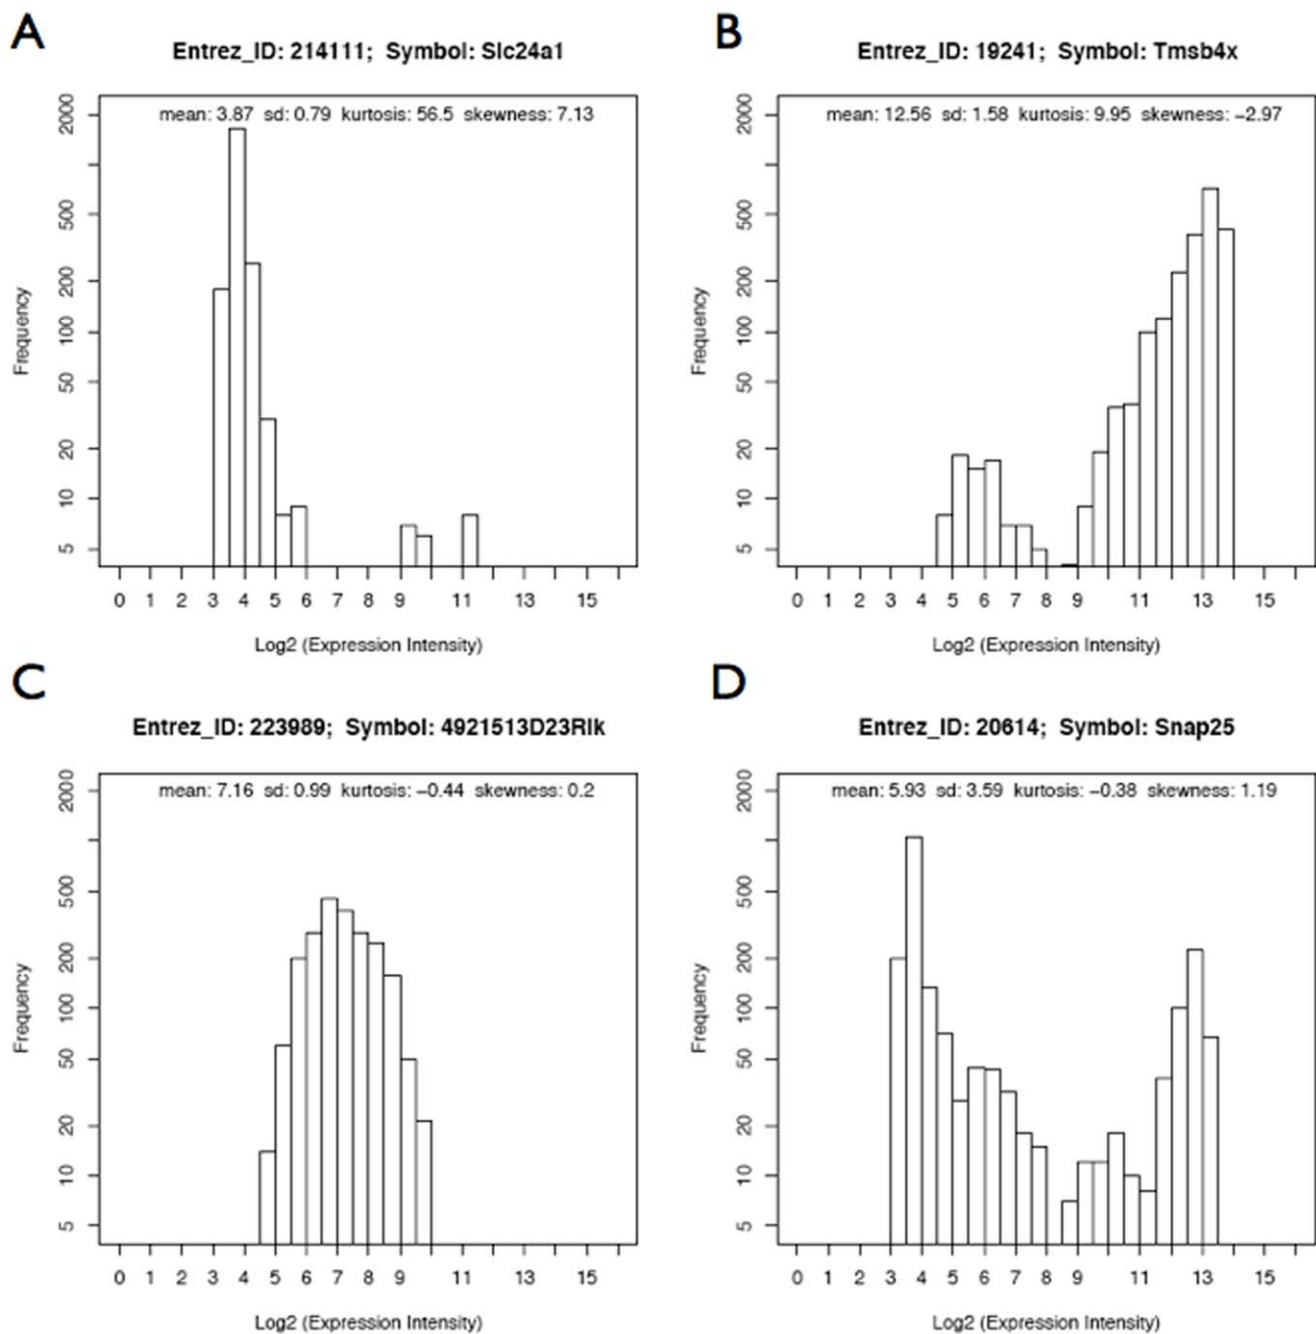 A
Entrez_ID: 214111; Symbol: Slc24a1
mean: 3.87 sd: 0.79 kurtosis: 56.5 skewness: 7.13
Frequency
2000
500
200
100
50
20
10
5
0 1 2 3 4 5 6 7 8 9 11 13 15
Log2 (Expression Intensity)
B
Entrez_ID: 19241; Symbol: Tmsb4x
mean: 12.56 sd: 1.58 kurtosis: 9.95 skewness: −2.97
Frequency
2000
500
200
100
50
20
10
5
0 1 2 3 4 5 6 7 8 9 11 13 15
Log2 (Expression Intensity)
C
Entrez_ID: 223989; Symbol: 4921513D23Rik
mean: 7.16 sd: 0.99 kurtosis: −0.44 skewness: 0.2
Frequency
2000
500
200
100
50
20
10
5
0 1 2 3 4 5 6 7 8 9 11 13 15
Log2 (Expression Intensity)
D
Entrez_ID: 20614; Symbol: Snap25
mean: 5.93 sd: 3.59 kurtosis: −0.38 skewness: 1.19
Frequency
2000
500
200
100
50
20
10
5
0 1 2 3 4 5 6 7 8 9 11 13 15
Log2 (Expression Intensity)